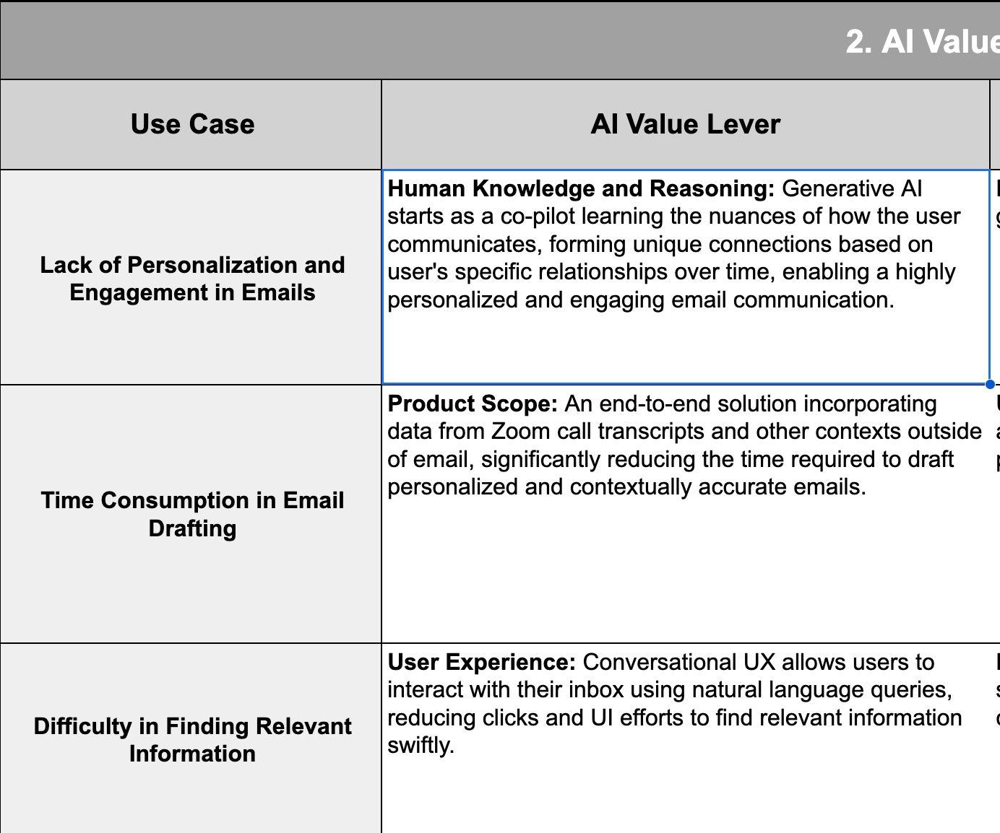 2. AI Value
Use Case
AI Value Lever
Lack of Personalization and
Engagement in Emails
Human Knowledge and Reasoning: Generative AI
starts as a co-pilot learning the nuances of how the user
communicates, forming unique connections based on
user's specific relationships over time, enabling a highly
personalized and engaging email communication.
Time Consumption in Email
Drafting
Product Scope: An end-to-end solution incorporating
data from Zoom call transcripts and other contexts outside
of email, significantly reducing the time required to draft
personalized and contextually accurate emails.
Difficulty in Finding Relevant
Information
User Experience: Conversational UX allows users to
interact with their inbox using natural language queries,
reducing clicks and UI efforts to find relevant information
swiftly.